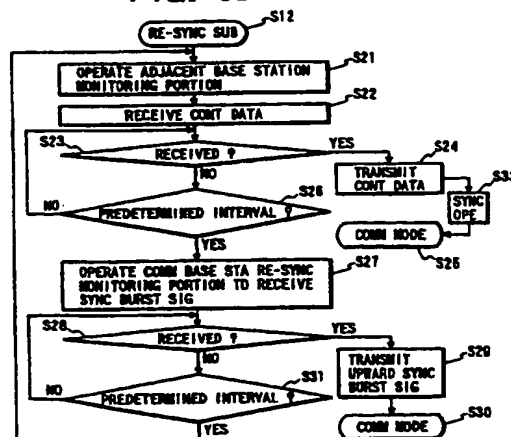 RE-SYNC SUB
S12
OPERATE ADJACENT BASE STATION
MONITORING PORTION
S21
RECEIVE CONT DATA
S22
S23
RECEIVED ?
YES
NO
TRANSMIT
CONT DATA
S24
SYNC
OPE
NO
PREDETERMINED INTERVAL ?
S26
YES
COMM MODE
S25
OPERATE COMM BASE STA RE-SYNC
MONITORING PORTION TO RECEIVE
SYNC BURST SIG
S27
S28
RECEIVED ?
YES
NO
TRANSMIT
UPWARD SYNC
BURST SIG
S29
NO
PREDETERMINED INTERVAL ?
S31
YES
COMM MODE
S30